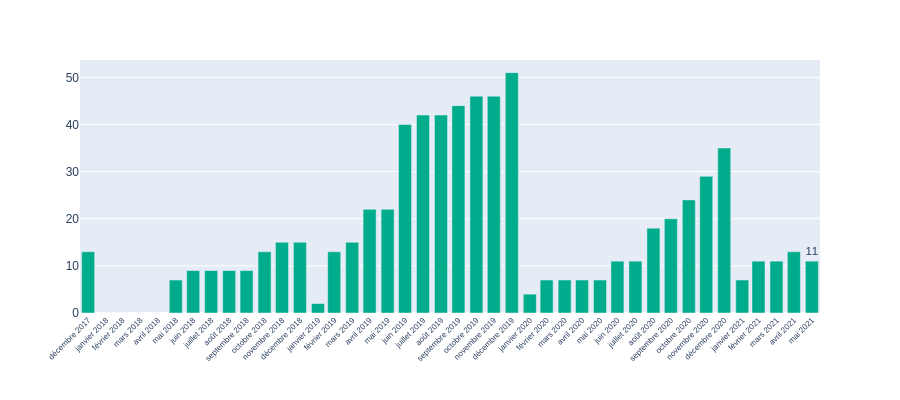 50
40
30
20
10
0
11
décembre 2017
janvier 2018
février 2018
mars 2018
avril 2018
mai 2018
juin 2018
juillet 2018
août 2018
septembre 2018
octobre 2018
novembre 2018
décembre 2018
janvier 2019
février 2019
mars 2019
avril 2019
mai 2019
juin 2019
juillet 2019
août 2019
septembre 2019
octobre 2019
novembre 2019
décembre 2019
janvier 2020
février 2020
mars 2020
avril 2020
mai 2020
juin 2020
juillet 2020
août 2020
septembre 2020
octobre 2020
novembre 2020
décembre 2020
janvier 2021
février 2021
mars 2021
avril 2021
mai 2021